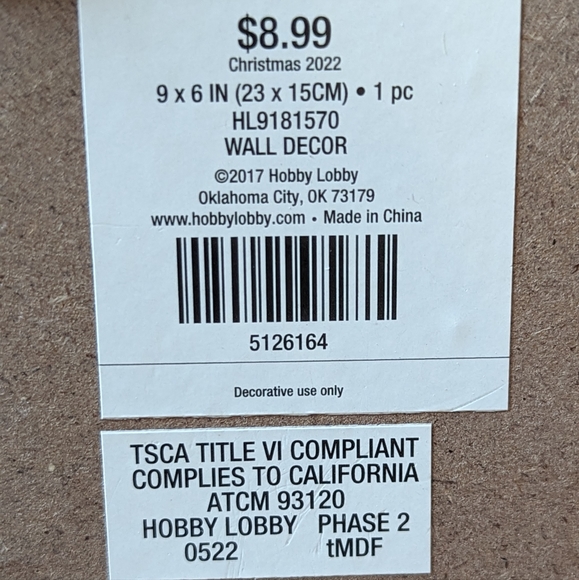 $8.99
Christmas 2022
9 x 6 IN (23 x 15CM) • 1 pc
HL9181570
WALL DECOR
©2017 Hobby Lobby
Oklahoma City, OK 73179
www.hobbylobby.com • Made in China
5126164
Decorative use only
TSCA TITLE VI COMPLIANT
COMPLIES TO CALIFORNIA
ATCM 93120
HOBBY LOBBY PHASE 2
0522 tMDF